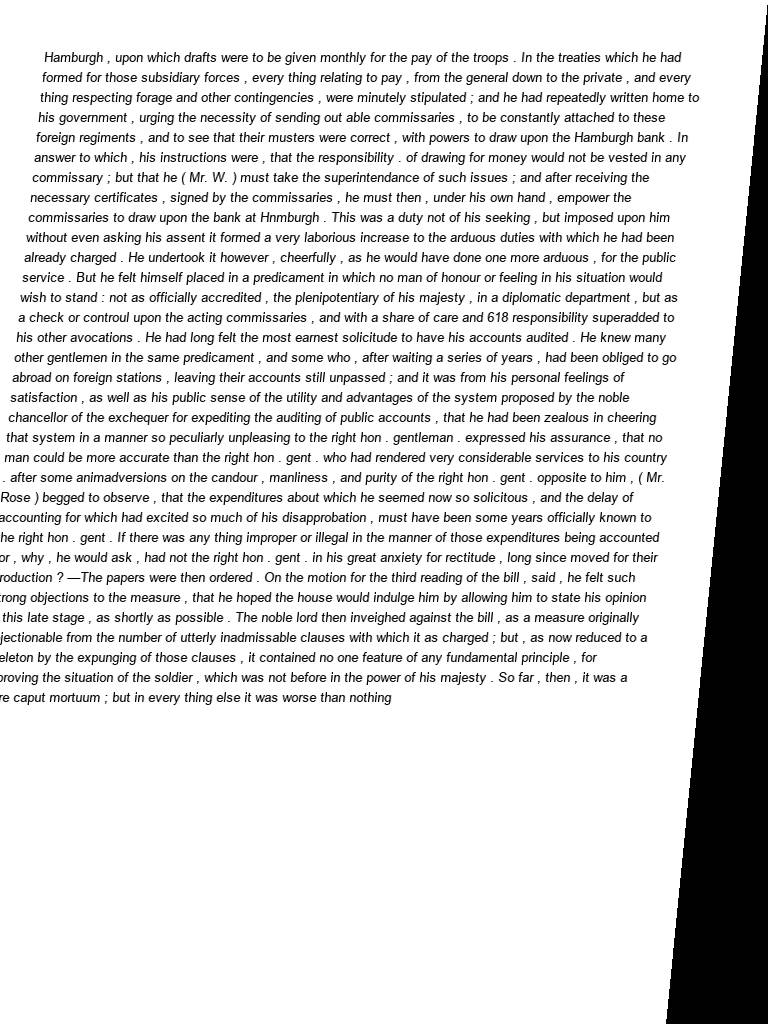 Hamburgh , upon which drafts were to be given monthly for the pay of the troops . In the treaties which he had
formed for those subsidiary forces , every thing relating to pay , from the general down to the private , and every
thing respecting forage and other contingencies , were minutely stipulated ; and he had repeatedly written home to
his government , urging the necessity of sending out able commissaries , to be constantly attached to these
foreign regiments , and to see that their musters were correct , with powers to draw upon the Hamburgh bank . In
answer to which , his instructions were , that the responsibility . of drawing for money would not be vested in any
commissary ; but that he ( Mr. W. ) must take the superintendance of such issues ; and after receiving the
necessary certificates , signed by the commissaries , he must then , under his own hand , empower the
commissaries to draw upon the bank at Hnmburgh . This was a duty not of his seeking , but imposed upon him
without even asking his assent it formed a very laborious increase to the arduous duties with which he had been
already charged . He undertook it however , cheerfully , as he would have done one more arduous , for the public
service . But he felt himself placed in a predicament in which no man of honour or feeling in his situation would
wish to stand : not as officially accredited , the plenipotentiary of his majesty , in a diplomatic department , but as
a check or controul upon the acting commissaries , and with a share of care and 618 responsibility superadded to
his other avocations . He had long felt the most earnest solicitude to have his accounts audited . He knew many
other gentlemen in the same predicament , and some who , after waiting a series of years , had been obliged to go
abroad on foreign stations , leaving their accounts still unpassed ; and it was from his personal feelings of
satisfaction , as well as his public sense of the utility and advantages of the system proposed by the noble
chancellor of the exchequer for expediting the auditing of public accounts , that he had been zealous in cheering
that system in a manner so peculiarly unpleasing to the right hon . gentleman . expressed his assurance , that no
man could be more accurate than the right hon . gent . who had rendered very considerable services to his country
. after some animadversions on the candour , manliness , and purity of the right hon . gent . opposite to him , ( Mr.
Rose ) begged to observe , that the expenditures about which he seemed now so solicitous , and the delay of
accounting for which had excited so much of his disapprobation , must have been some years officially known to
he right hon . gent . If there was any thing improper or illegal in the manner of those expenditures being accounted
or , why , he would ask , had not the right hon . gent . in his great anxiety for rectitude , long since moved for their
roduction ? —The papers were then ordered . On the motion for the third reading of the bill , said , he felt such
rong objections to the measure , that he hoped the house would indulge him by allowing him to state his opinion
this late stage , as shortly as possible . The noble lord then inveighed against the bill , as a measure originally
jectionable from the number of utterly inadmissable clauses with which it as charged ; but , as now reduced to a
eleton by the expunging of those clauses , it contained no one feature of any fundamental principle , for
proving the situation of the soldier , which was not before in the power of his majesty . So far , then , it was a
re caput mortuum ; but in every thing else it was worse than nothing